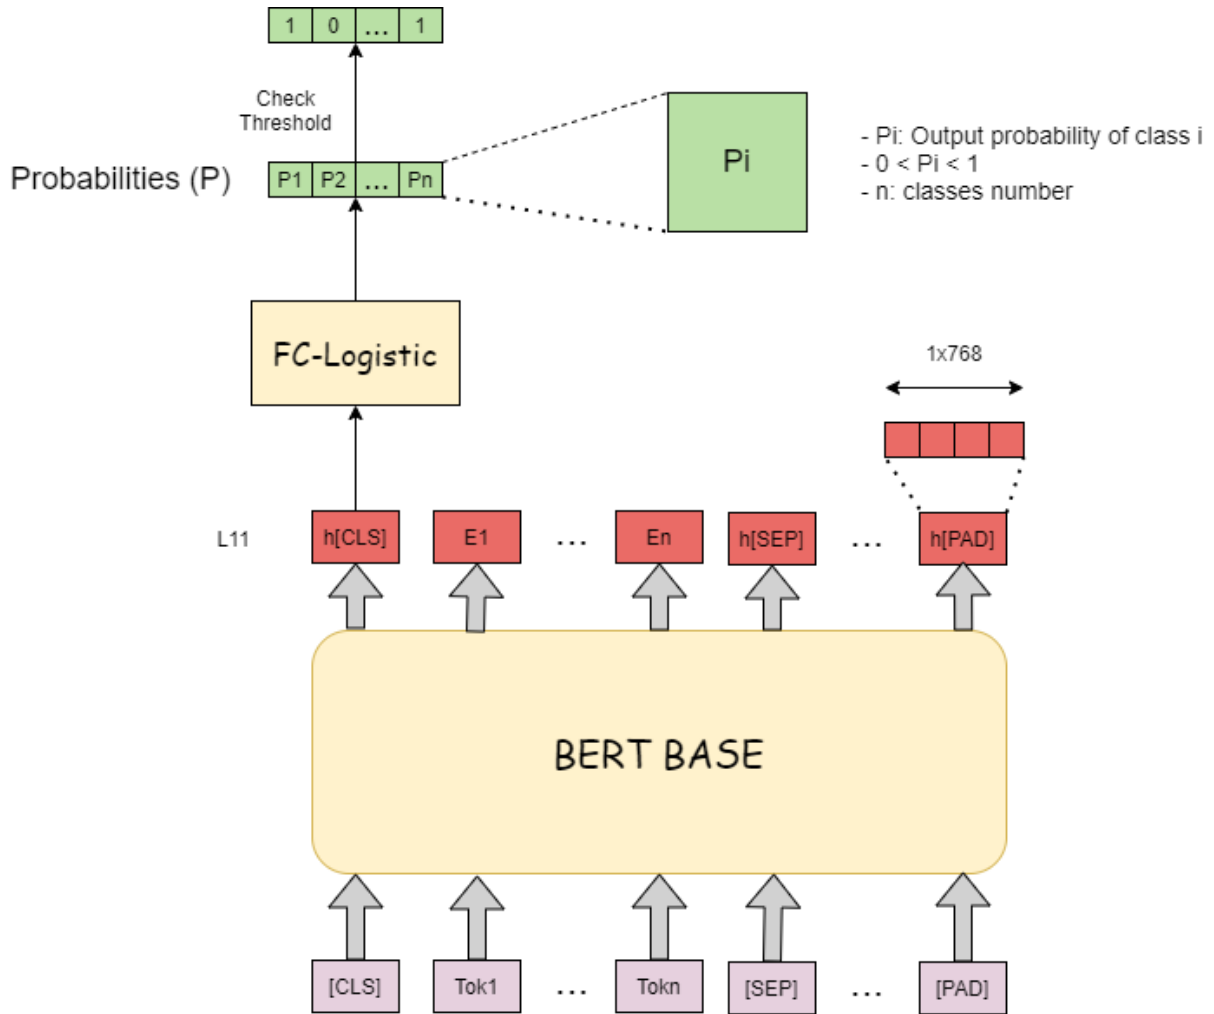 1 0 ... 1
Check
Threshold
Probabilities (P)
P1 P2 ... Pn
Pi
- Pi: Output probability of class i
- 0 < Pi < 1
- n: classes number
FC-Logistic
1x768
L11
h[CLS] E1 ... En h[SEP] ... h[PAD]
BERT BASE
[CLS] Tok1 ... Tokn [SEP] ... [PAD]